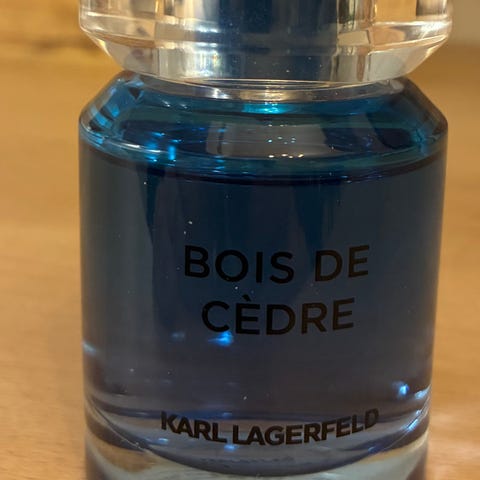 BOIS DE
CÈDRE
KARL LAGERFELD